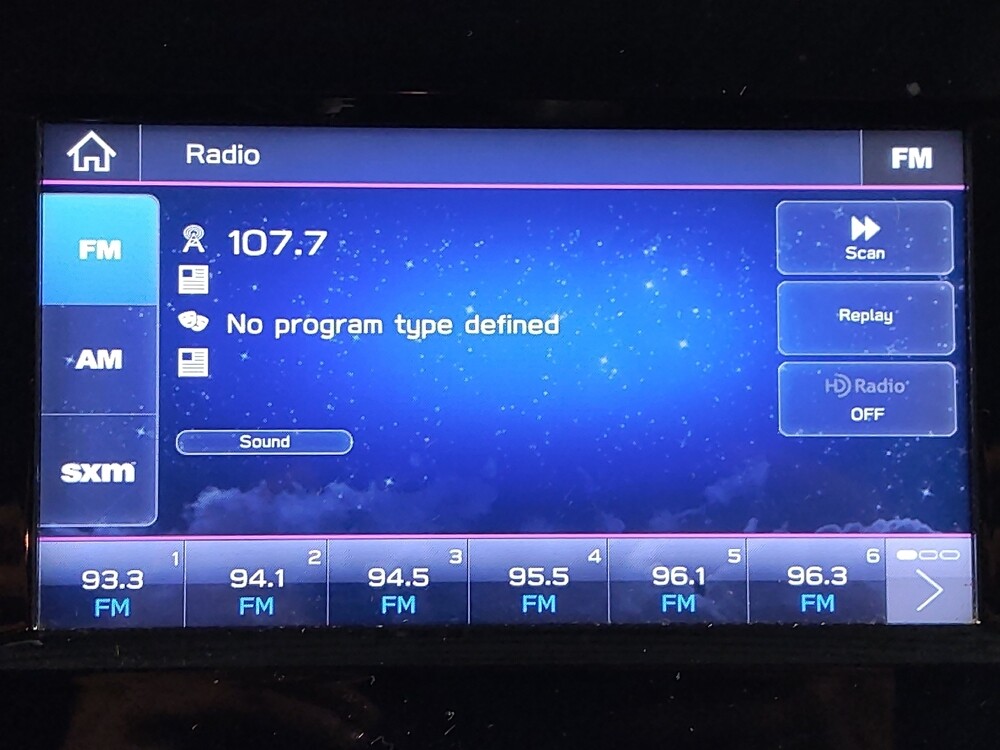 Radio
FM
FM
AM
sxm
107.7
No program type defined
Sound
Scan
Replay
HD Radio
OFF
1
93.3
FM
2
94.1
FM
3
94.5
FM
4
95.5
FM
5
96.1
FM
6
96.3
FM